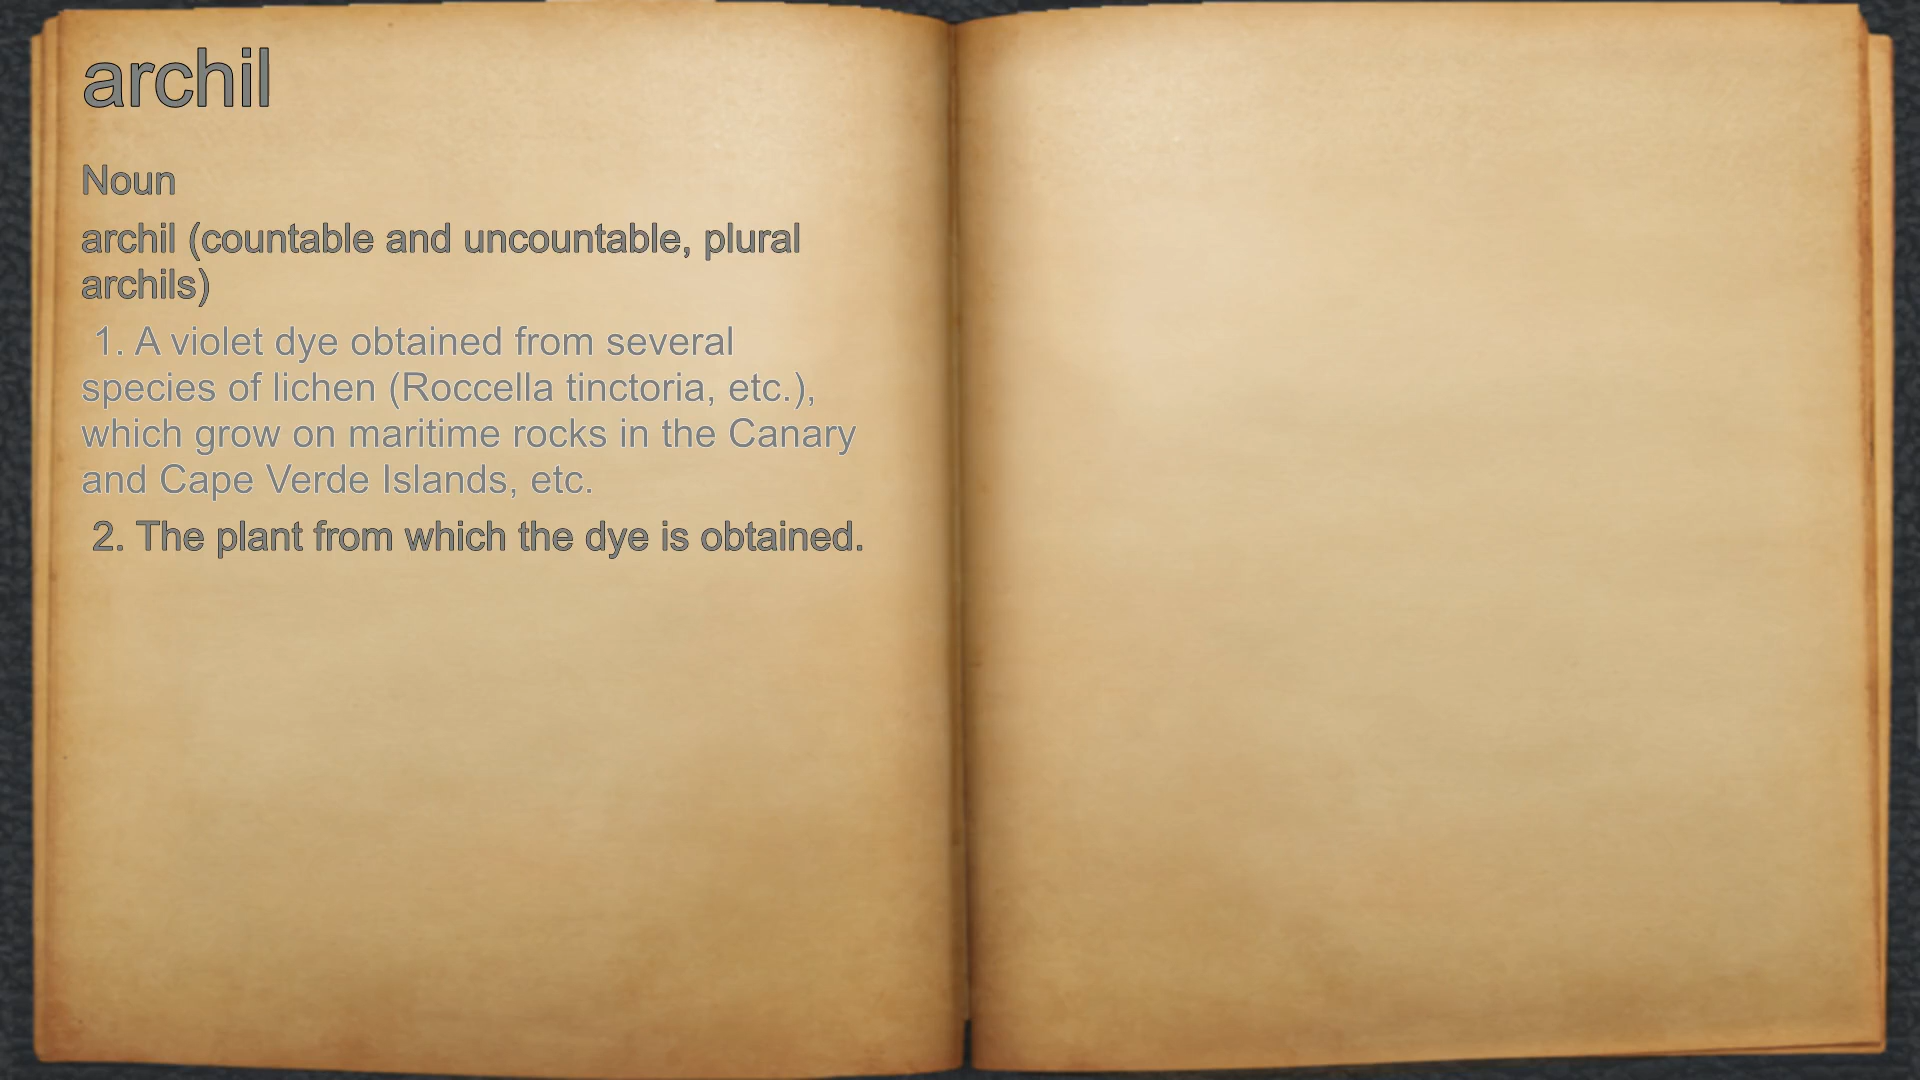 archil
Noun
archil (countable and uncountable, plural
archils)
1. A violet dye obtained from several
species of lichen (Roccella tinctoria, etc.),
which grow on maritime rocks in the Canary
and Cape Verde Islands, etc.
2. The plant from which the dye is obtained.